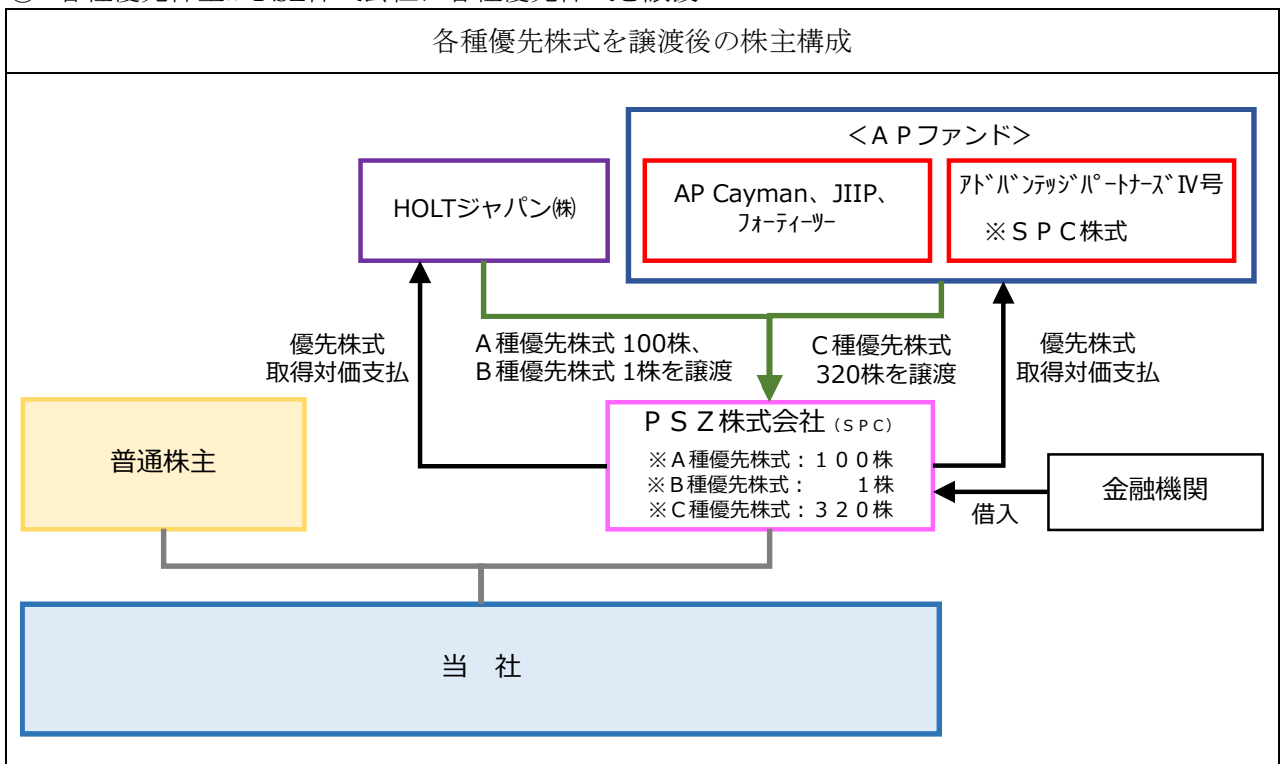 各種優先株式を譲渡後の株主構成
<ＡＰファンド>
HOLTジャパン㈱
AP Cayman、JIIP、
ﾌｫｰﾃｨｰﾂｰ
ｱﾄﾞﾊﾞﾝﾃｯｼﾞﾊﾟｰﾄﾅｰｽﾞⅣ号
※ＳＰＣ株式
優先株式
取得対価支払
Ａ種優先株式 100株、
Ｂ種優先株式 1株を譲渡
Ｃ種優先株式
320株を譲渡
優先株式
取得対価支払
普通株主
ＰＳＺ株式会社（ＳＰＣ）
※Ａ種優先株式：１００株
※Ｂ種優先株式：　　１株
※Ｃ種優先株式：３２０株
金融機関
借入
当　社